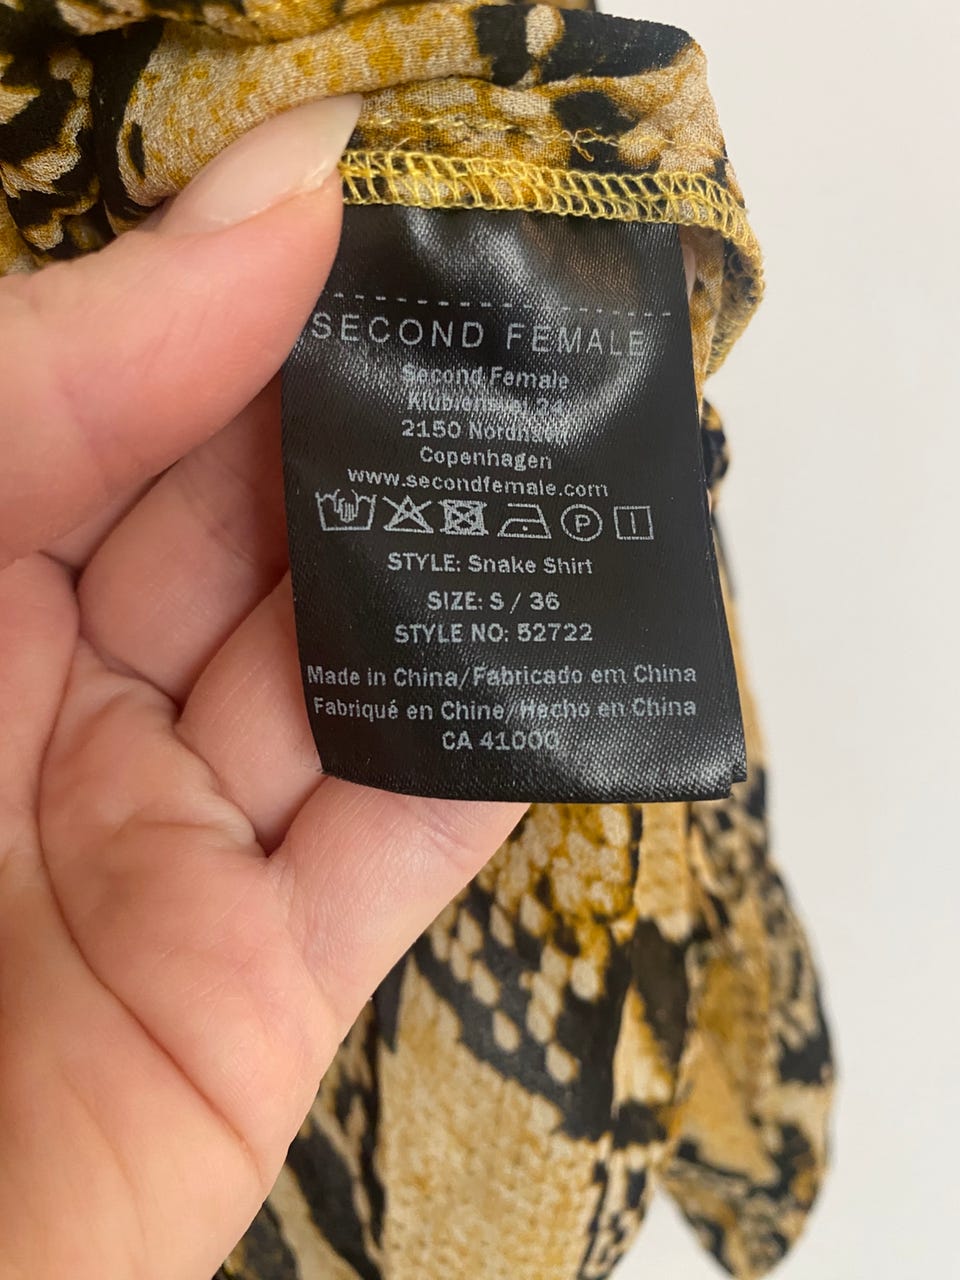 SECOND FEMALE
Second Female
24
2150
Copenhagen
www.secondfemale.com
P
STYLE: Snake Shirt
SIZE: S / 36
STYLE NO: 52722
Made in China/Fabricado em China
Fabriqué en Chine/Hecho en China
CA 41000